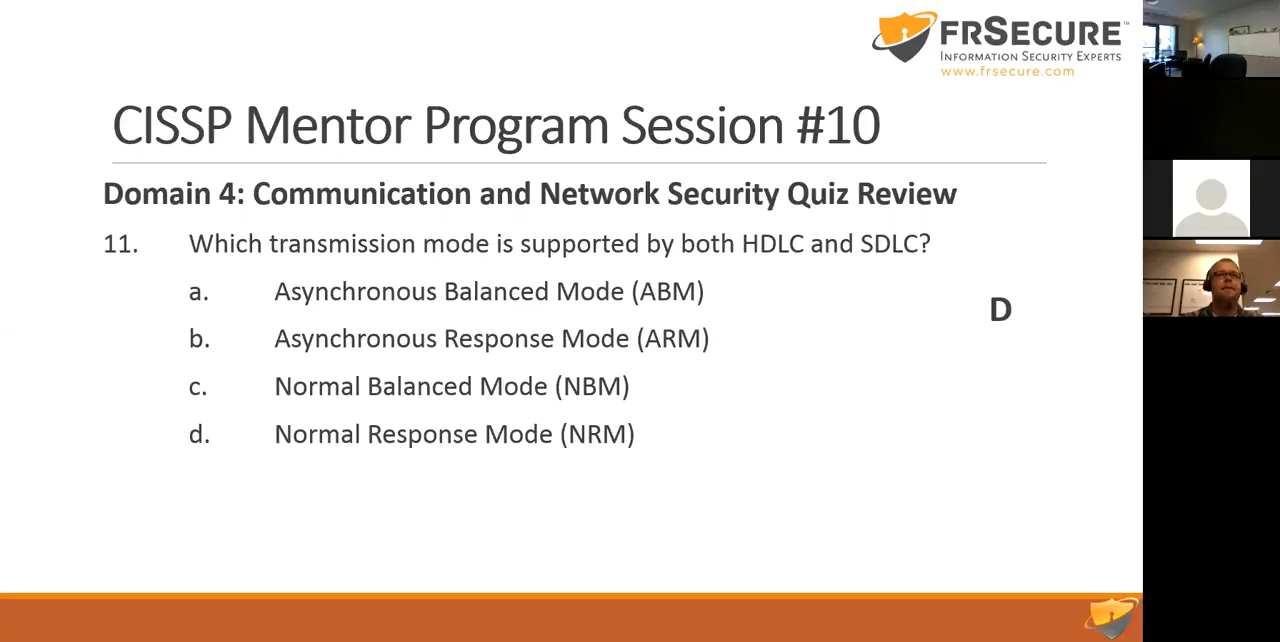 FRSECURE™
INFORMATION SECURITY EXPERTS
www.frsecure.com
CISSP Mentor Program Session #10
Domain 4: Communication and Network Security Quiz Review
11. Which transmission mode is supported by both HDLC and SDLC?
a. Asynchronous Balanced Mode (ABM)
b. Asynchronous Response Mode (ARM)
c. Normal Balanced Mode (NBM)
d. Normal Response Mode (NRM)
D